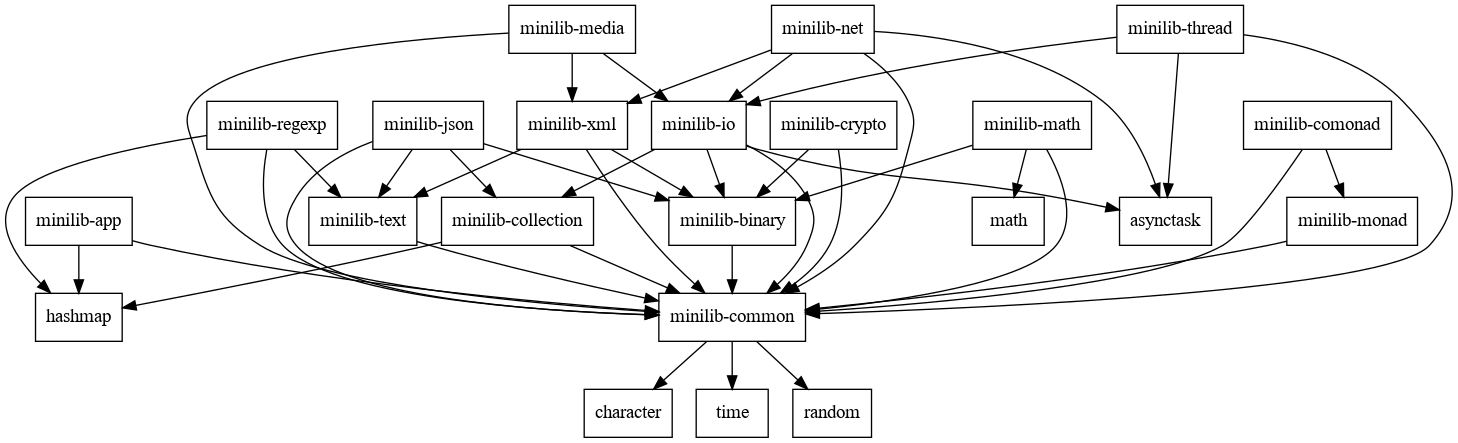 minilib-media
minilib-net
minilib-thread
minilib-regexp
minilib-json
minilib-xml
minilib-io
minilib-crypto
minilib-math
minilib-comonad
minilib-app
minilib-text
minilib-collection
minilib-binary
math
asynctask
minilib-monad
hashmap
minilib-common
character
time
random